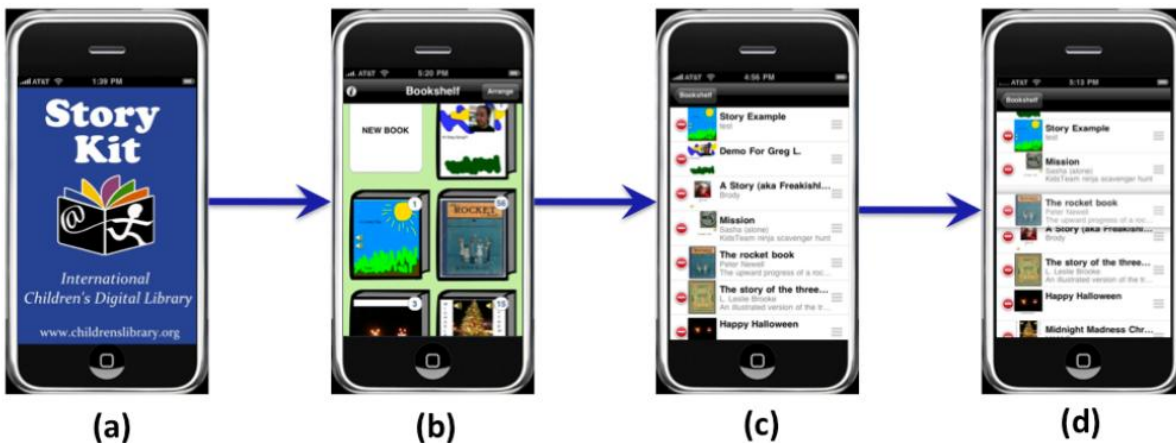 AT&T 1:39 PM
Story
Kit
@
International
Children's Digital Library
www.childrenslibrary.org
(a)
AT&T 5:20 PM
Bookshelf Arrange
NEW BOOK
1
ROCKET
56
3
15
(b)
AT&T 4:56 PM
Bookshelf
Story Example
test
Demo For Greg L.
A Story (aka Freakishl...
Brody
Mission
Sasha (alone)
KidsTeam ninja scavenger hunt
The rocket book
Peter Newell
The upward progress of a roc...
The story of the three...
L. Leslie Brooke
An illustrated version of the tr...
Happy Halloween
(c)
AT&T 5:13 PM
Bookshelf
Story Example
test
Mission
Sasha (alone)
KidsTeam ninja scavenger hunt
The rocket book
Peter Newell
The upward progress of a roc...
A Story (aka Freakishl...
Brody
The story of the three...
L. Leslie Brooke
An illustrated version of the tr...
Happy Halloween
Midnight Madness Chr...
(d)